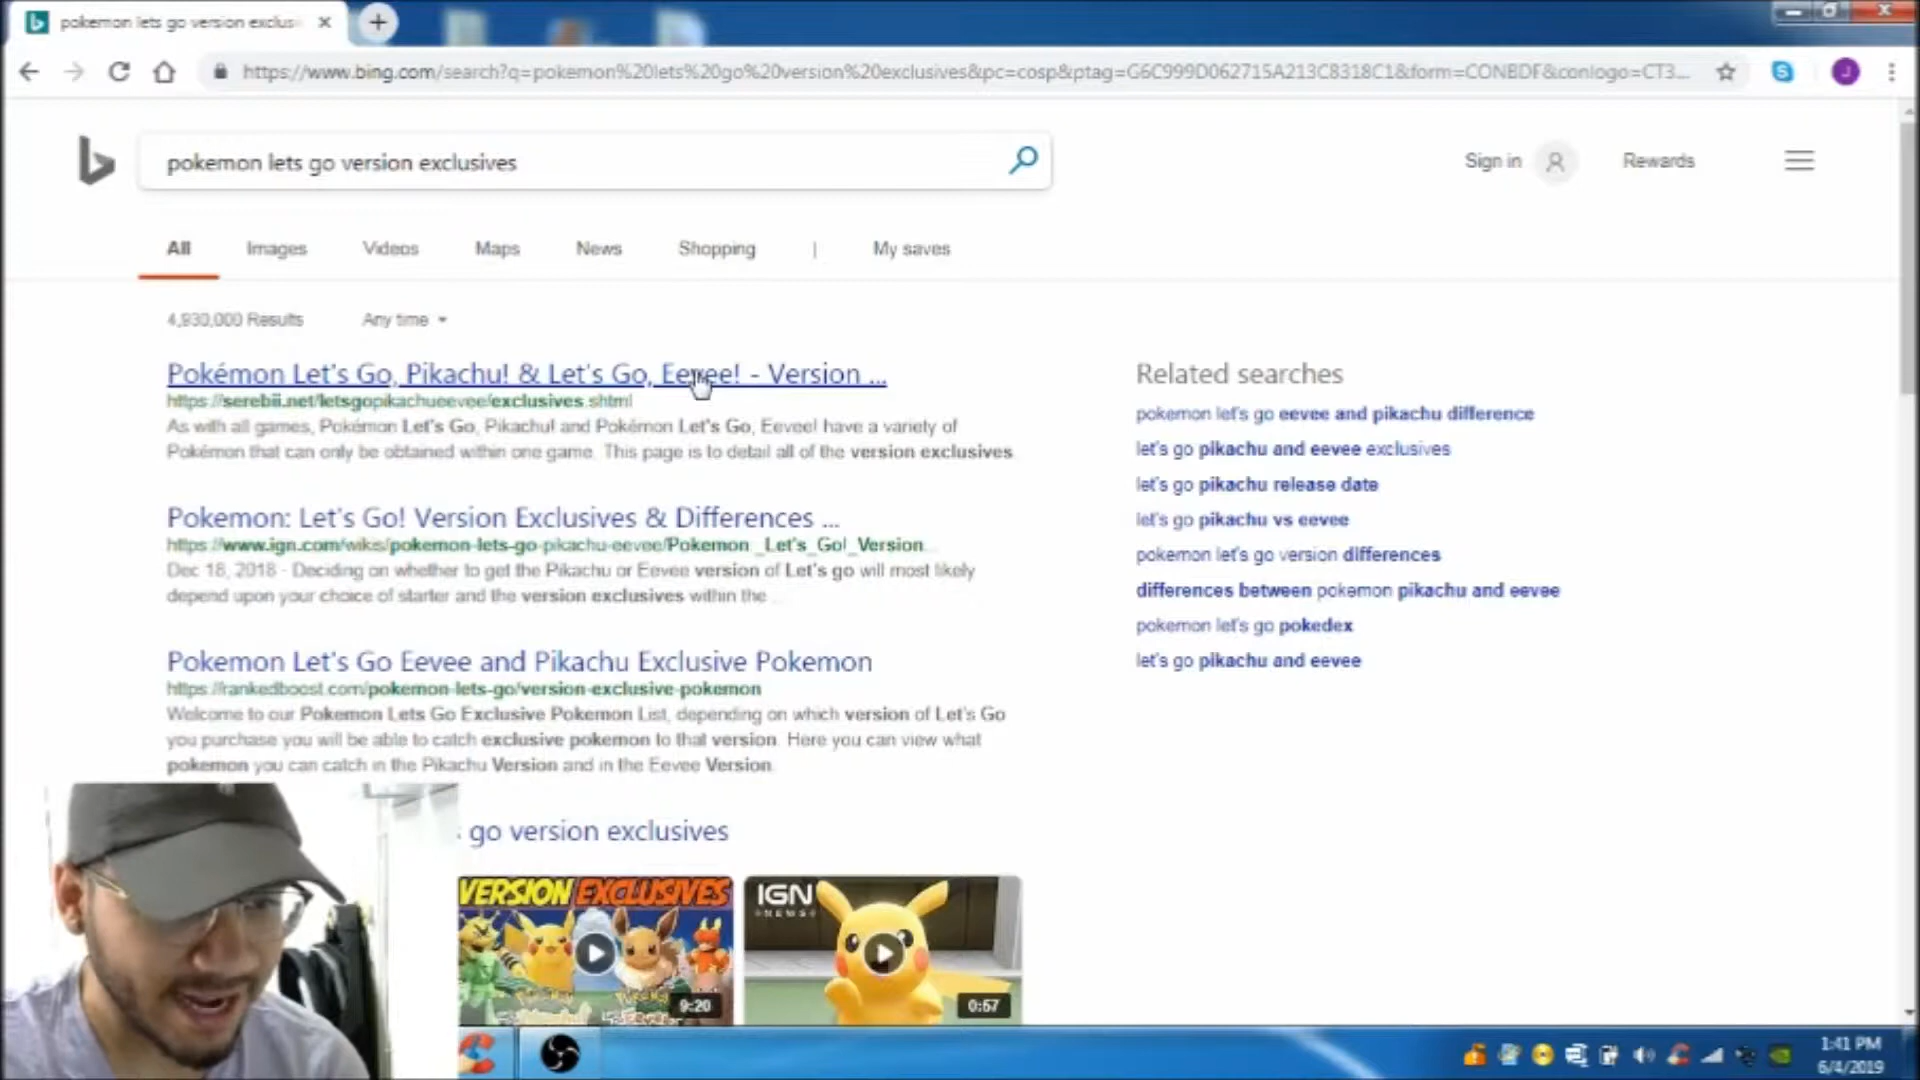 pokemon lets go version exclus
https://www.bing.com/search?q=pokemon%20lets%20go%20version%20exclusives&pc=cosp&ptag=G6C999D062715A213C8318C1&form=CONBDF&conlogo=CT3...
J
pokemon lets go version exclusives
Sign in
Rewards
All Images Videos Maps News Shopping | My saves
4,930,000 Results Any time
Pokémon Let's Go, Pikachu! & Let's Go, Eevee! - Version ...
https://serebii.net/letsgopikachueevee/exclusives.shtml
As with all games, Pokémon Let's Go, Pikachu! and Pokémon Let's Go, Eevee! have a variety of
Pokémon that can only be obtained within one game. This page is to detail all of the version exclusives
Pokemon: Let's Go! Version Exclusives & Differences ...
https://www.ign.com/wikis/pokemon-lets-go-pikachu-eevee/Pokemon:_Let's_Go!_Version...
Dec 18, 2018 - Deciding on whether to get the Pikachu or Eevee version of Let's go will most likely
depend upon your choice of starter and the version exclusives within the ...
Pokemon Let's Go Eevee and Pikachu Exclusive Pokemon
https://rankedboost.com/pokemon-lets-go/version-exclusive-pokemon
Welcome to our Pokemon Lets Go Exclusive Pokemon List, depending on which version of Let's Go
you purchase you will be able to catch exclusive pokemon to that version. Here you can view what
pokemon you can catch in the Pikachu Version and in the Eevee Version.
go version exclusives
VERSION EXCLUSIVES
9:20
IGN
NEWS
0:57
Related searches
pokemon let's go eevee and pikachu difference
let's go pikachu and eevee exclusives
let's go pikachu release date
let's go pikachu vs eevee
pokemon let's go version differences
differences between pokemon pikachu and eevee
pokemon let's go pokedex
let's go pikachu and eevee
1:41 PM
6/4/2019